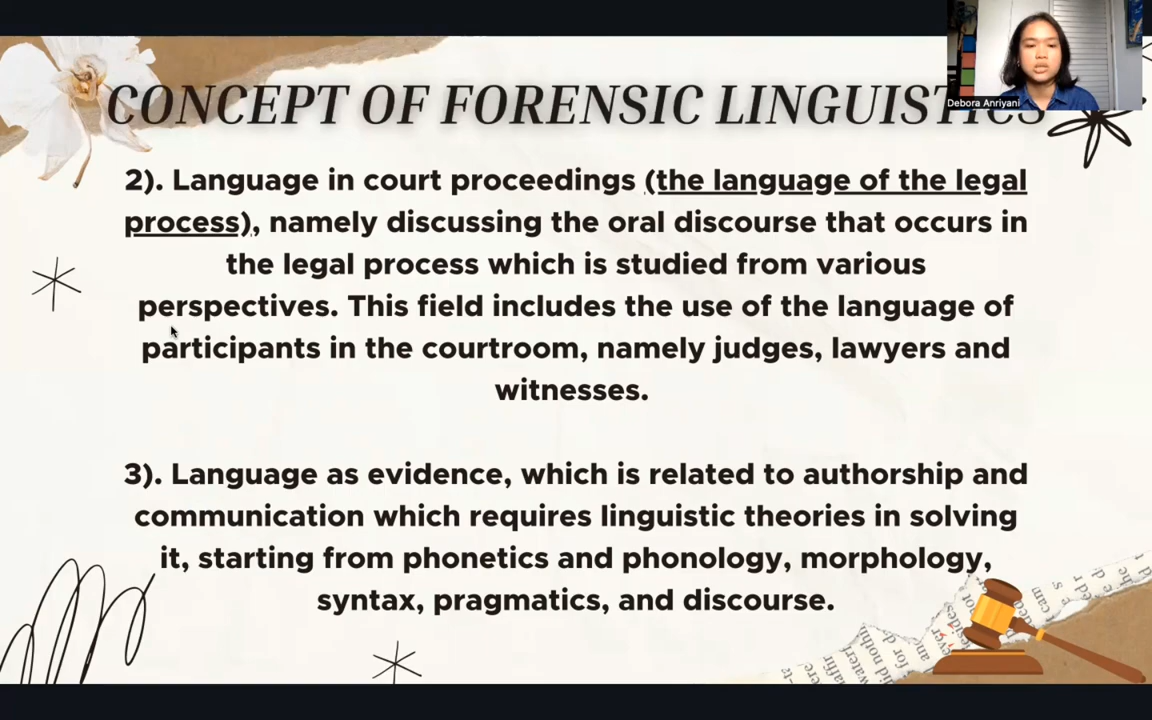 CONCEPT OF FORENSIC LINGUISTICS
Debora Anriyani
2). Language in court proceedings (the language of the legal
process), namely discussing the oral discourse that occurs in
the legal process which is studied from various
perspectives. This field includes the use of the language of
participants in the courtroom, namely judges, lawyers and
witnesses.
3). Language as evidence, which is related to authorship and
communication which requires linguistic theories in solving
it, starting from phonetics and phonology, morphology,
syntax, pragmatics, and discourse.